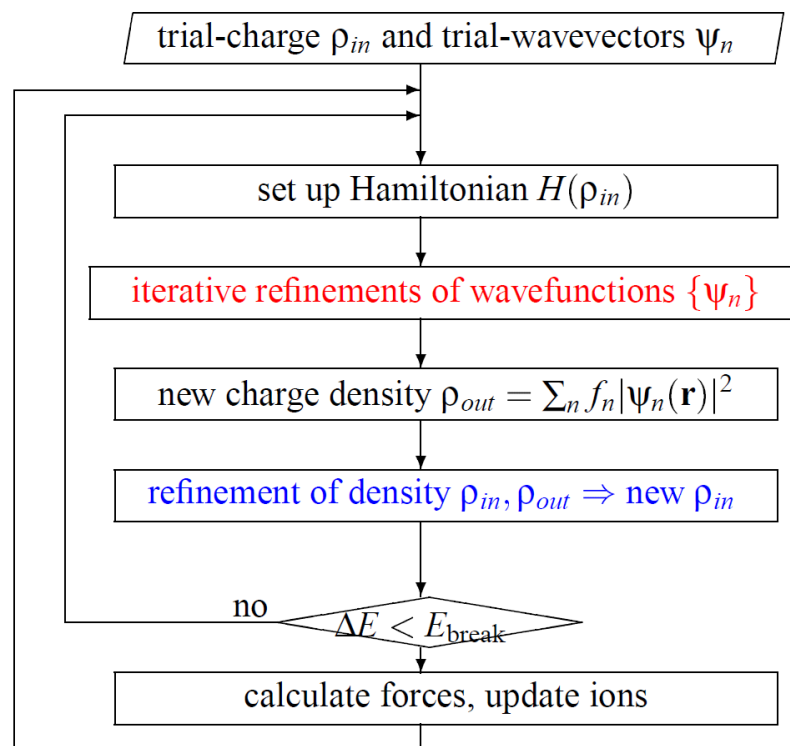 trial-charge ρ_in and trial-wavevectors ψ_n
set up Hamiltonian H(ρ_in)
iterative refinements of wavefunctions {ψ_n}
new charge density ρ_out = ∑_n f_n|ψ_n(r)|²
refinement of density ρ_in, ρ_out ⇒ new ρ_in
no
ΔE < E_break
calculate forces, update ions